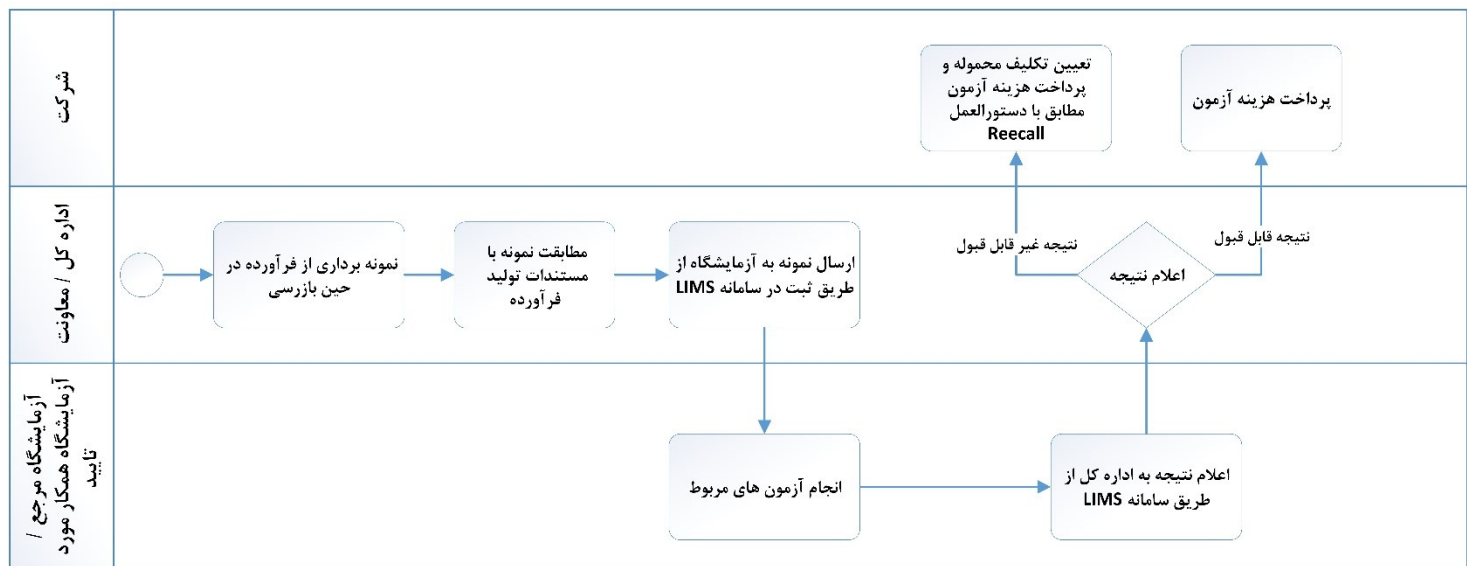 شرکت
تعیین تکلیف محموله و
پرداخت هزینه آزمون
مطابق با دستورالعمل
Reecall
پرداخت هزینه آزمون
اداره کل / معاونت
نمونه برداری از فرآورده در
حین بازرسی
مطابقت نمونه با
مستندات تولید
فرآورده
ارسال نمونه به آزمایشگاه از
طریق ثبت در سامانه LIMS
نتیجه غیر قابل قبول
اعلام نتیجه
نتیجه قابل قبول
آزمایشگاه مرجع /
آزمایشگاه همکار مورد
تایید
انجام آزمون های مربوط
اعلام نتیجه به اداره کل از
طریق سامانه LIMS